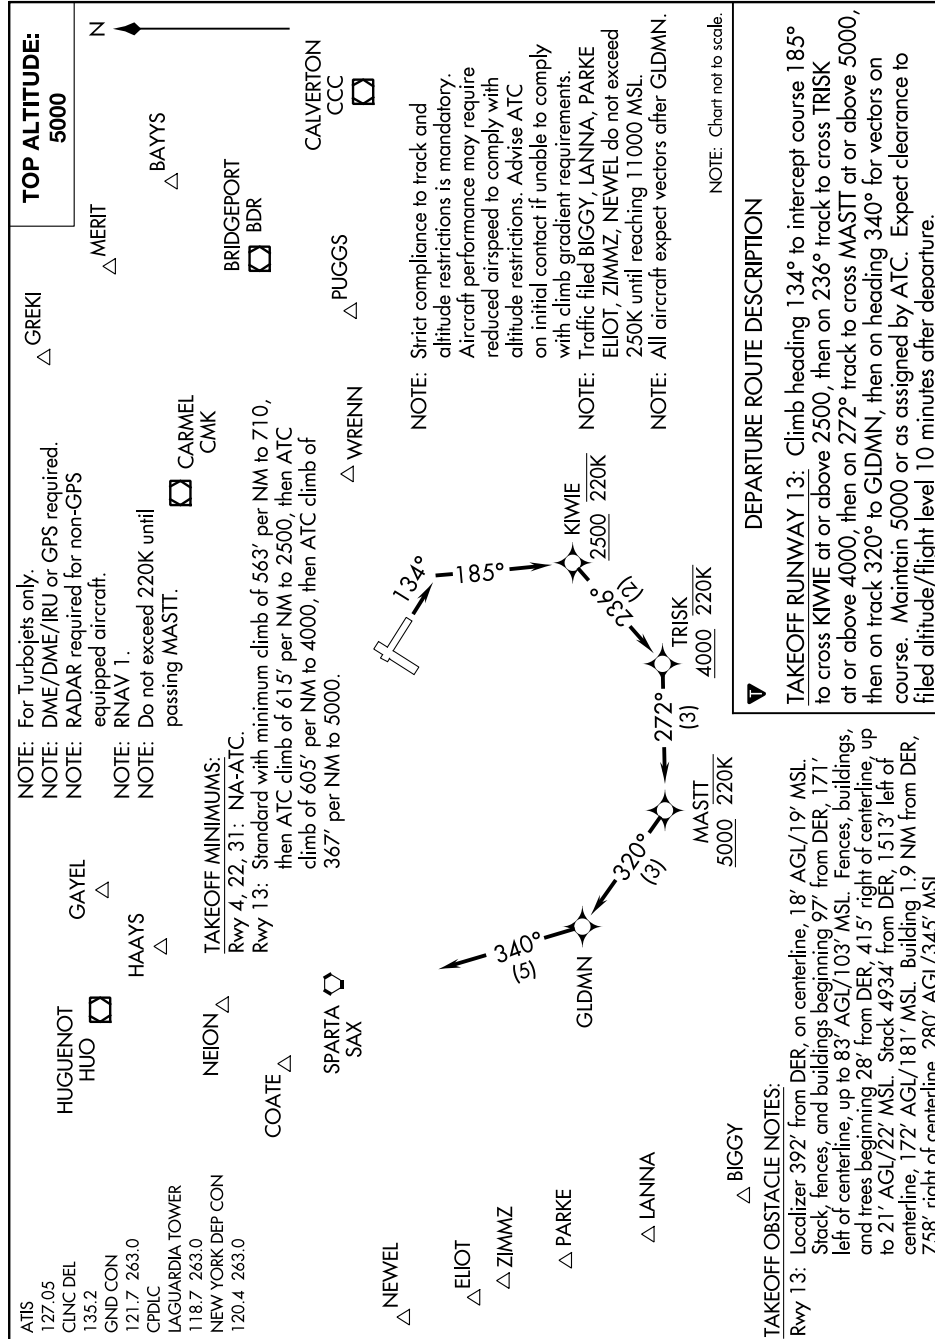 ATIS
127.05
CLNC DEL
135.2
GND CON
121.7 263.0
CPDLC
LAGUARDIA TOWER
118.7 263.0
NEW YORK DEP CON
120.4 263.0
TOP ALTITUDE:
5000
N
NOTE: For Turbojets only.
NOTE: DME/DME/IRU or GPS required.
NOTE: RADAR required for non-GPS
equipped aircraft.
NOTE: RNAV 1.
NOTE: Do not exceed 220K until
passing MASTT.
HUGUENOT
HUO
GAYEL
HAAYS
NEION
COATE
SPARTA
SAX
GREKI
MERIT
BAYYS
CARMEL
CMK
BRIDGEPORT
BDR
CALVERTON
CCC
PUGGS
WRENN
TAKEOFF MINIMUMS:
Rwy 4, 22, 31: NA-ATC.
Rwy 13: Standard with minimum climb of 563' per NM to 710,
then ATC climb of 615' per NM to 2500, then ATC
climb of 605' per NM to 4000, then ATC climb of
367' per NM to 5000.
NEWEL
ELIOT
ZIMMZ
PARKE
LANNA
BIGGY
134°
185°
KIWIE
2500 220K
236°
(2)
TRISK
4000 220K
272°
(3)
MASTT
5000 220K
320°
(3)
GLDMN
340°
(5)
NOTE: Strict compliance to track and
altitude restrictions is mandatory.
Aircraft performance may require
reduced airspeed to comply with
altitude restrictions. Advise ATC
on initial contact if unable to comply
with climb gradient requirements.
NOTE: Traffic filed BIGGY, LANNA, PARKE
ELIOT, ZIMMZ, NEWEL do not exceed
250K until reaching 11000 MSL.
NOTE: All aircraft expect vectors after GLDMN.
NOTE: Chart not to scale.
TAKEOFF OBSTACLE NOTES:
Rwy 13: Localizer 392' from DER, on centerline, 18' AGL/19' MSL.
Stack, fences, and buildings beginning 97' from DER, 171'
left of centerline, up to 83' AGL/103' MSL. Fences, buildings,
and trees beginning 28' from DER, 415' right of centerline, up
to 21' AGL/22' MSL. Stack 4934' from DER, 1513' left of
centerline, 172' AGL/181' MSL. Building 1.9 NM from DER,
758' right of centerline, 280' AGL/345' MSL.
DEPARTURE ROUTE DESCRIPTION
T
TAKEOFF RUNWAY 13: Climb heading 134° to intercept course 185°
to cross KIWIE at or above 2500, then on 236° track to cross TRISK
at or above 4000, then on 272° track to cross MASTT at or above 5000,
then on track 320° to GLDMN, then on heading 340° for vectors on
course. Maintain 5000 or as assigned by ATC. Expect clearance to
filed altitude/flight level 10 minutes after departure.